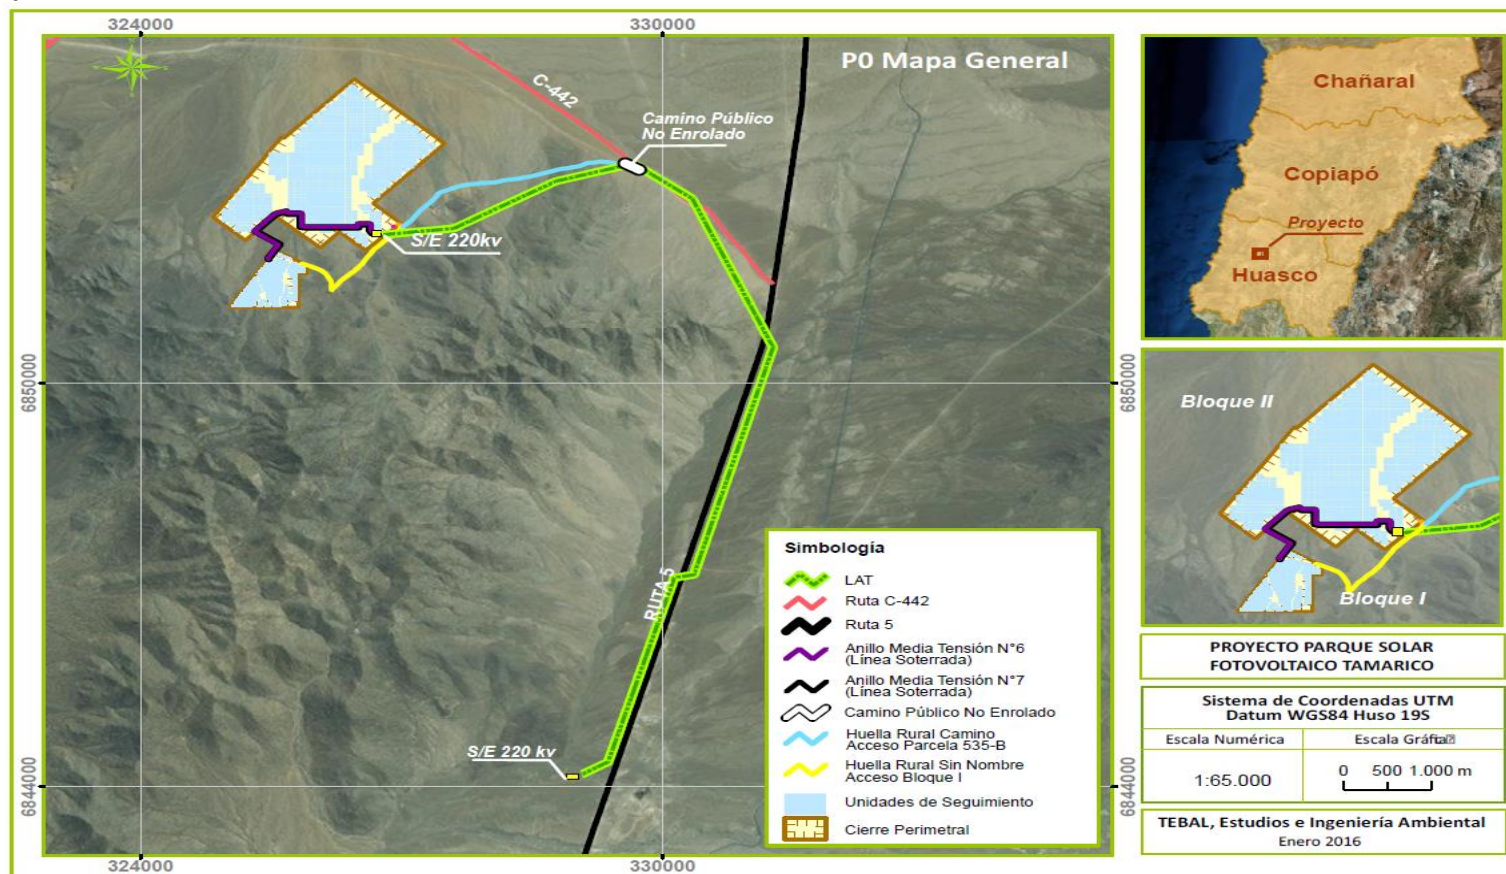 324000
330000
P0 Mapa General
C-442
Camino Público
No Enrolado
S/E 220kv
6850000
6850000
RUTA 5
S/E 220 kv
6844000
6844000
324000
330000
Simbología
LAT
Ruta C-442
Ruta 5
Anillo Media Tensión N°6
(Línea Soterrada)
Anillo Media Tensión N°7
(Línea Soterrada)
Camino Público No Enrolado
Huella Rural Camino
Acceso Parcela 535-B
Huella Rural Sin Nombre
Acceso Bloque I
Unidades de Seguimiento
Cierre Perimetral
Chañaral
Copiapó
Proyecto
Huasco
Bloque II
Bloque I
PROYECTO PARQUE SOLAR
FOTOVOLTAICO TAMARICO
Sistema de Coordenadas UTM
Datum WGS84 Huso 19S
Escala Numérica
Escala Gráfica
1:65.000
0 500 1.000 m
TEBAL, Estudios e Ingeniería Ambiental
Enero 2016